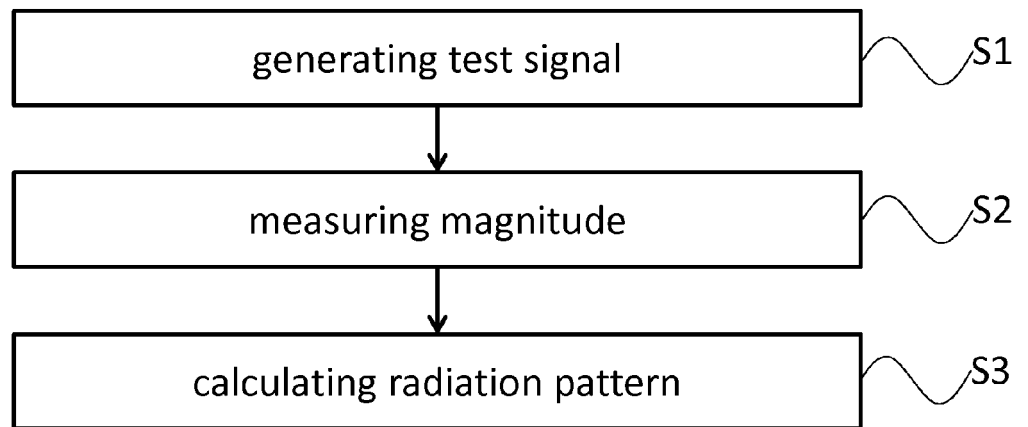 generating test signal
S1
measuring magnitude
S2
calculating radiation pattern
S3